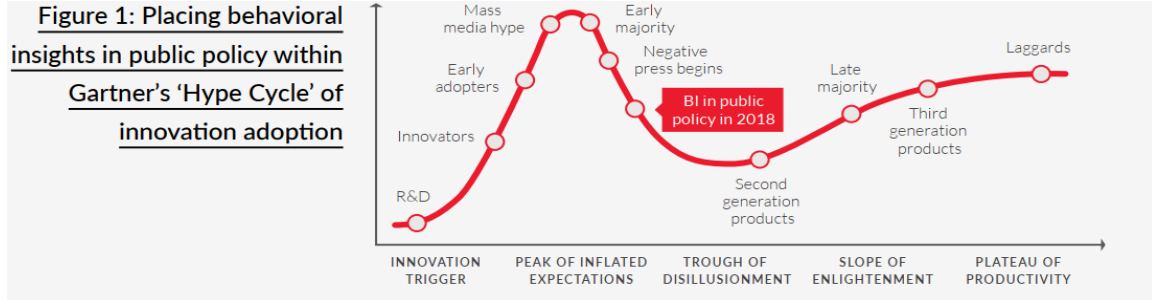 Figure 1: Placing behavioral
insights in public policy within
Gartner's 'Hype Cycle' of
innovation adoption
Mass
media hype
Early
majority
Early
adopters
Negative
press begins
Innovators
R&D
BI in public
policy in 2018
Second
generation
products
Late
majority
Third
generation
products
Laggards
INNOVATION
TRIGGER
PEAK OF INFLATED
EXPECTATIONS
TROUGH OF
DISILLUSIONMENT
SLOPE OF
ENLIGHTENMENT
PLATEAU OF
PRODUCTIVITY